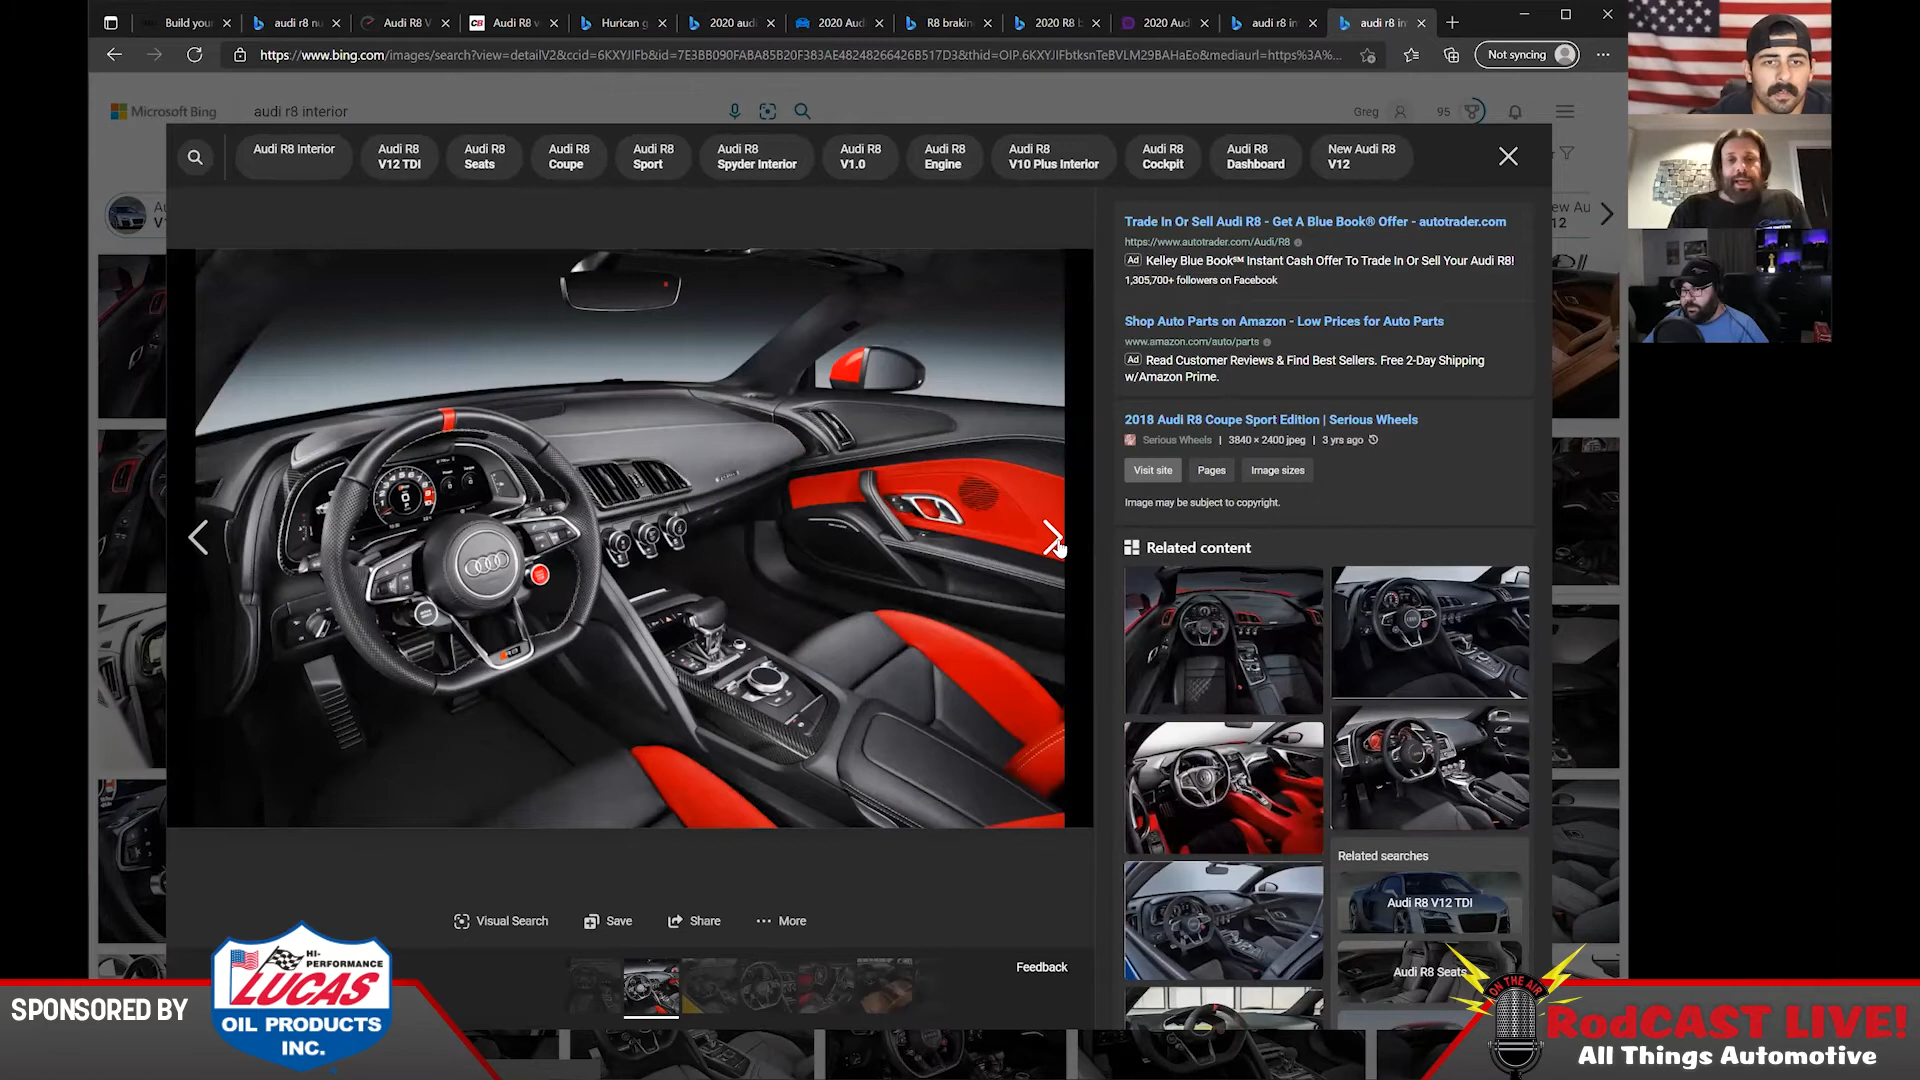 Build your
audi r8 nu
Audi R8 V
Audi R8 v
Hurican g
2020 audi
2020 Aud
R8 brakin
2020 R8 b
2020 Aud
audi r8 in
audi r8 in
https://www.bing.com/images/search?view=detailV2&ccid=6KXYJIFb&id=7E3BB090FABA85B20F383AE48248266426B517D3&thid=OIP.6KXYJIFbtksnTeBVLM29BAHaEo&mediaurl=https%3A%...
Not syncing
Microsoft Bing
audi r8 interior
Greg
95
Audi R8 Interior
Audi R8
V12 TDI
Audi R8
Seats
Audi R8
Coupe
Audi R8
Sport
Audi R8
Spyder Interior
Audi R8
V1.0
Audi R8
Engine
Audi R8
V10 Plus Interior
Audi R8
Cockpit
Audi R8
Dashboard
New Audi R8
V12
Trade In Or Sell Audi R8 - Get A Blue Book® Offer - autotrader.com
https://www.autotrader.com/Audi/R8
Ad Kelley Blue Book℠ Instant Cash Offer To Trade In Or Sell Your Audi R8!
1,305,700+ followers on Facebook
Shop Auto Parts on Amazon - Low Prices for Auto Parts
www.amazon.com/auto/parts
Ad Read Customer Reviews & Find Best Sellers. Free 2-Day Shipping
w/Amazon Prime.
2018 Audi R8 Coupe Sport Edition | Serious Wheels
Serious Wheels | 3840 × 2400 jpeg | 3 yrs ago
Visit site
Pages
Image sizes
Image may be subject to copyright.
Related content
Related searches
Audi R8 V12 TDI
Audi R8 Seats
Visual Search
Save
Share
More
Feedback
SPONSORED BY
HI-
PERFORMANCE
LUCAS
OIL PRODUCTS
INC.
ON THE AIR
RodCAST LIVE!
All Things Automotive